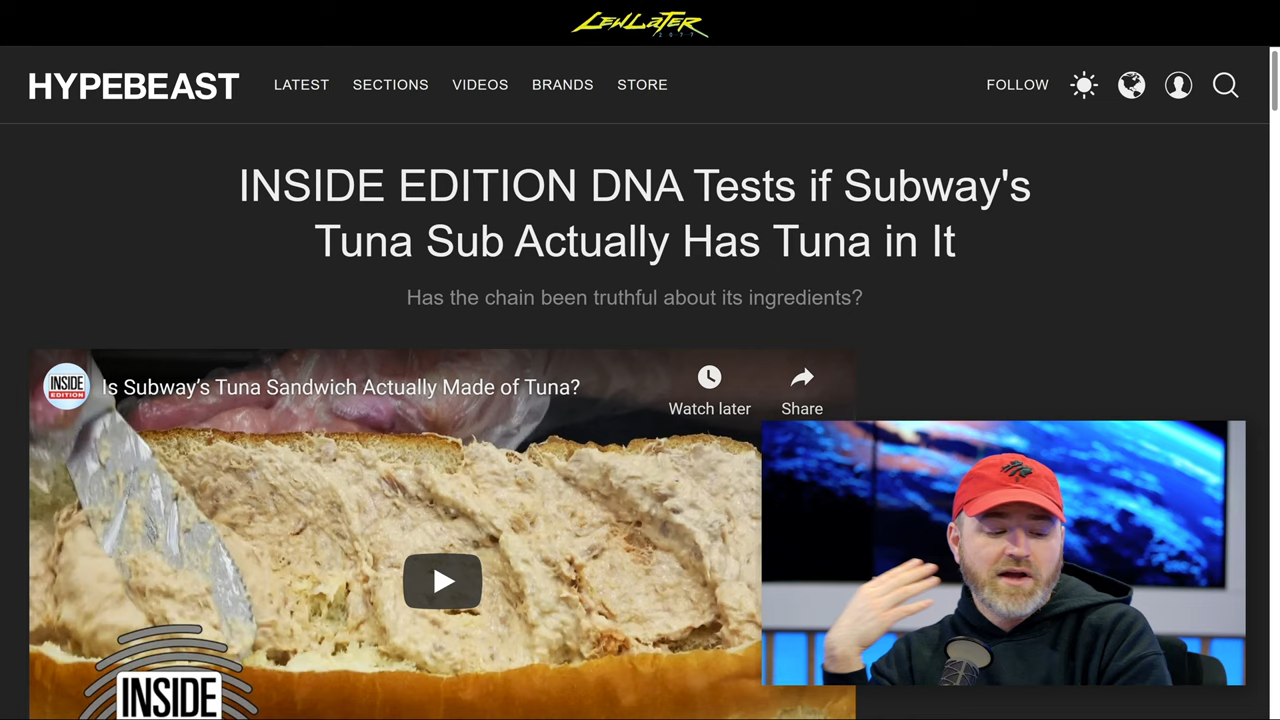 LEWLATER
2077
HYPEBEAST
LATEST SECTIONS VIDEOS BRANDS STORE FOLLOW
INSIDE EDITION DNA Tests if Subway's
Tuna Sub Actually Has Tuna in It
Has the chain been truthful about its ingredients?
INSIDE
EDITION
Is Subway’s Tuna Sandwich Actually Made of Tuna?
Watch later
Share
INSIDE